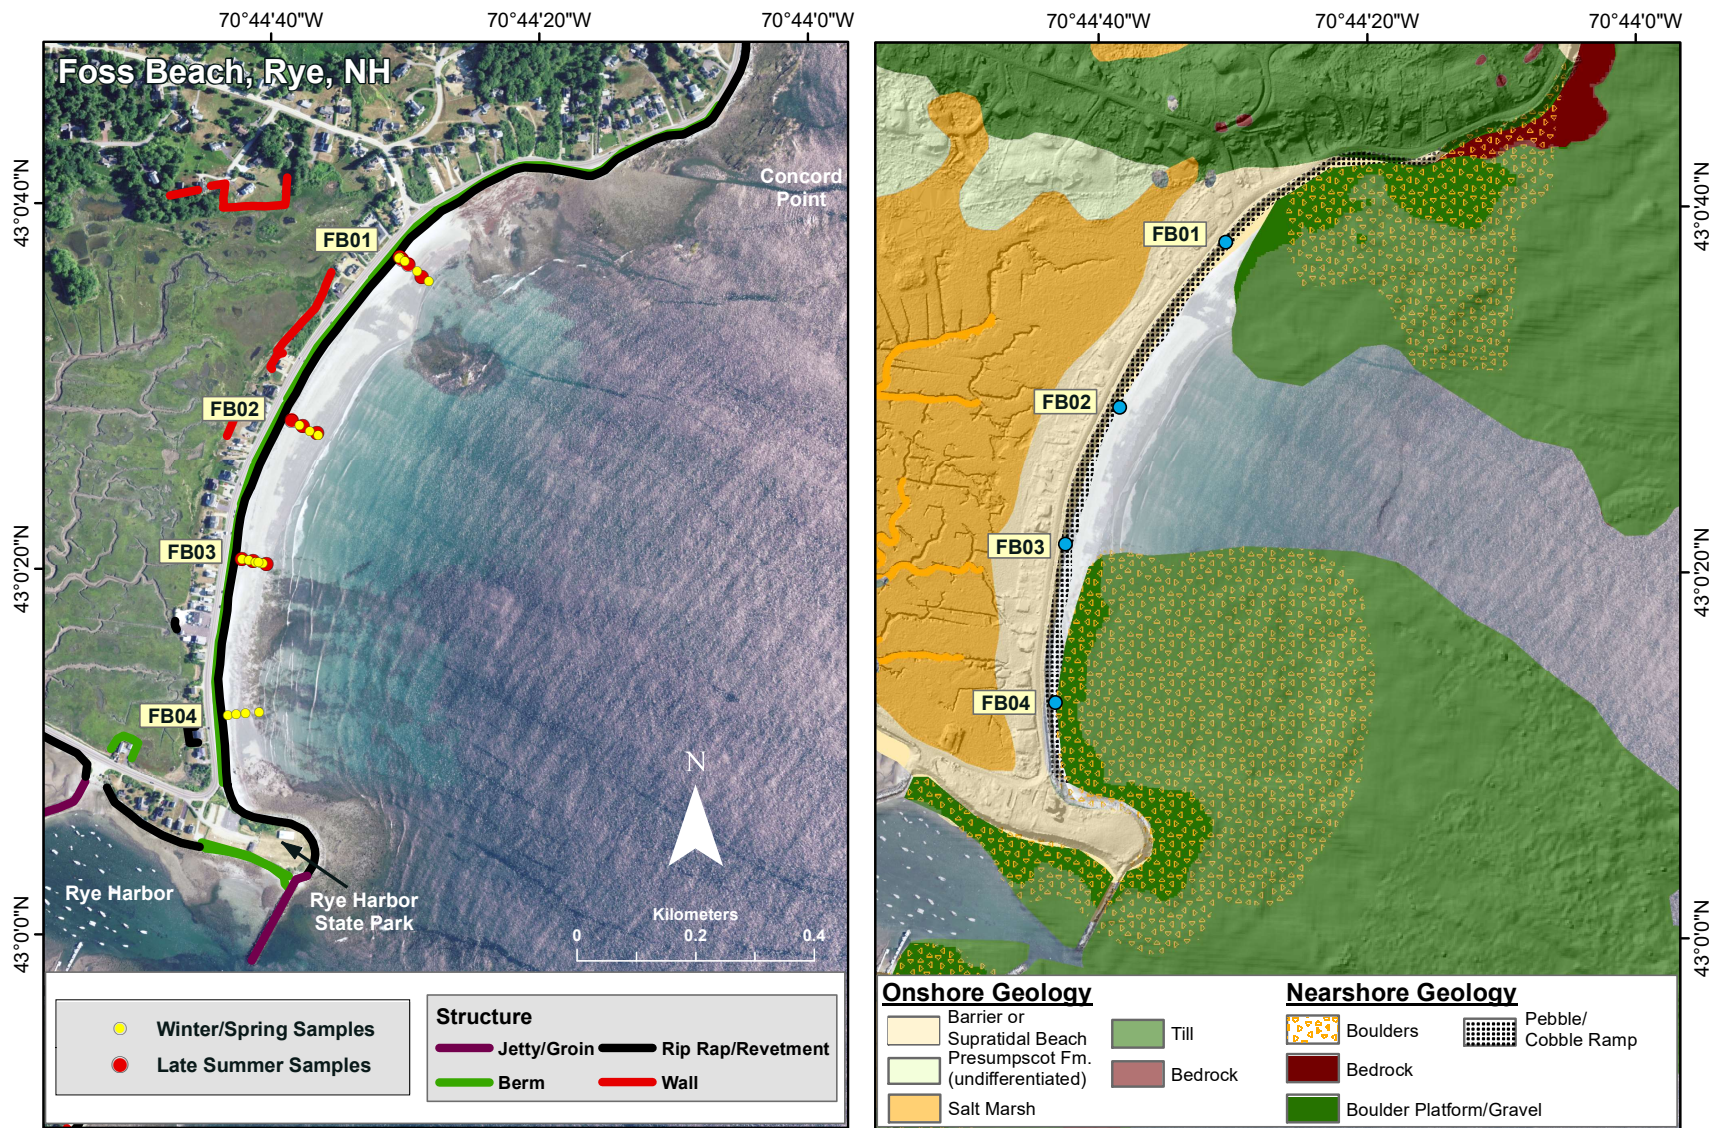 70°44'40"W 70°44'20"W 70°44'0"W
70°44'40"W 70°44'20"W 70°44'0"W
Foss Beach, Rye, NH
43°0'40"N
43°0'20"N
43°0'0"N
Concord
Point
FB01
FB02
FB03
FB04
N
Rye Harbor
Rye Harbor
State Park
Kilometers
0 0.2 0.4
Winter/Spring Samples
Late Summer Samples
Structure
Jetty/Groin
Rip Rap/Revetment
Berm
Wall
FB01
FB02
FB03
FB04
43°0'40"N
43°0'20"N
43°0'0"N
Onshore Geology
Barrier or
Supratidal Beach
Presumpscot Fm.
(undifferentiated)
Salt Marsh
Till
Bedrock
Nearshore Geology
Boulders
Bedrock
Boulder Platform/Gravel
Pebble/
Cobble Ramp